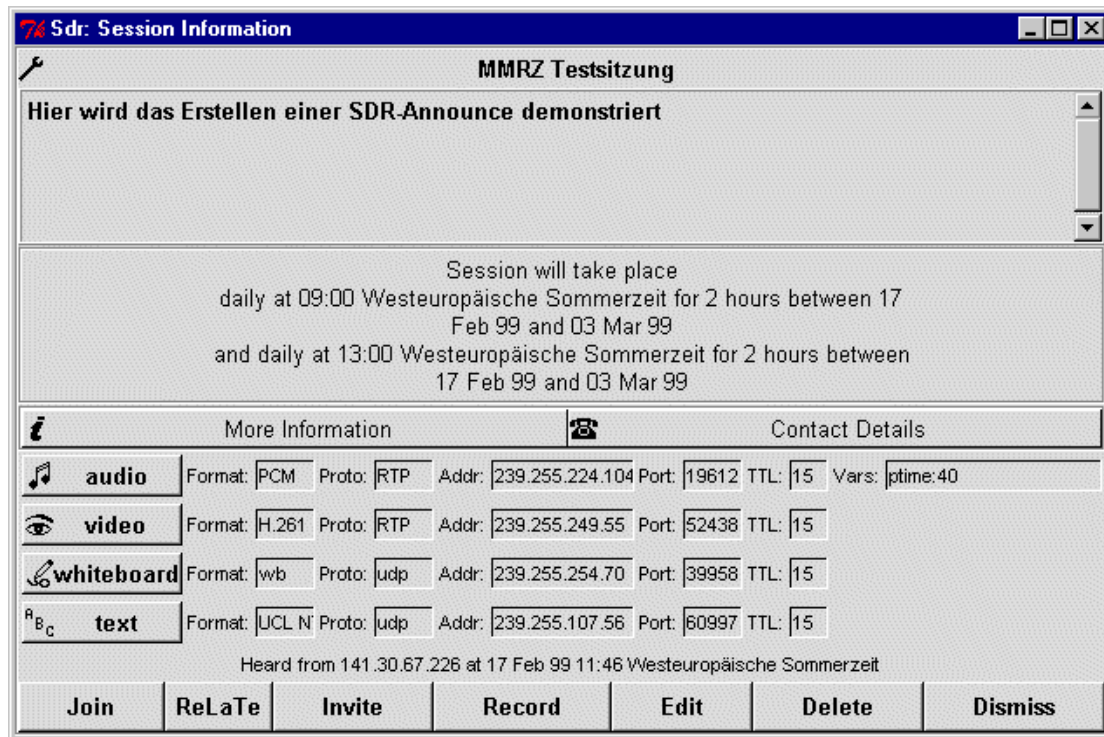 Sdr: Session Information
MMRZ Testsitzung
Hier wird das Erstellen einer SDR-Announce demonstriert
Session will take place
daily at 09:00 Westeuropäische Sommerzeit for 2 hours between 17
Feb 99 and 03 Mar 99
and daily at 13:00 Westeuropäische Sommerzeit for 2 hours between
17 Feb 99 and 03 Mar 99
More Information Contact Details
audio Format: PCM Proto: RTP Addr: 239.255.224.104 Port: 19612 TTL: 15 Vars: ptime:40
video Format: H.261 Proto: RTP Addr: 239.255.249.55 Port: 52438 TTL: 15
whiteboard Format: wb Proto: udp Addr: 239.255.254.70 Port: 39958 TTL: 15
ABC text Format: UCL Proto: udp Addr: 239.255.107.56 Port: 60997 TTL: 15
Heard from 141.30.67.226 at 17 Feb 99 11:46 Westeuropäische Sommerzeit
Join ReLaTe Invite Record Edit Delete Dismiss